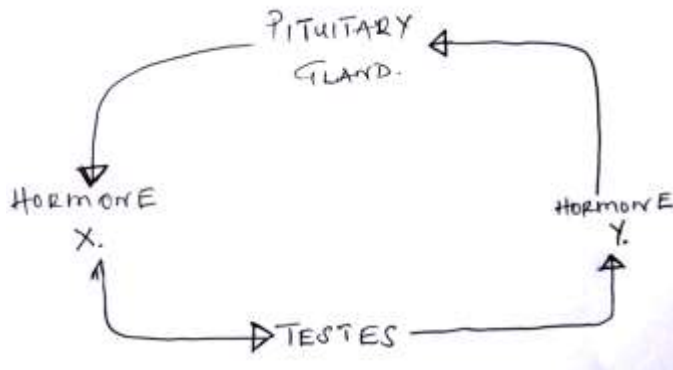 PITUITARY
GLAND.
HORMONE
X.
HORMONE
Y.
TESTES